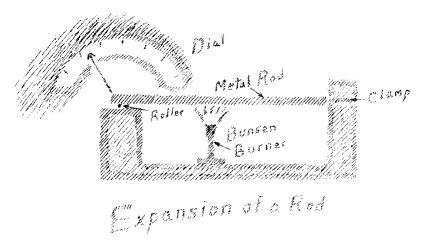 Dial
Metal Rod
Clamp
Roller
Bunsen
Burner
Expansion of a Rod